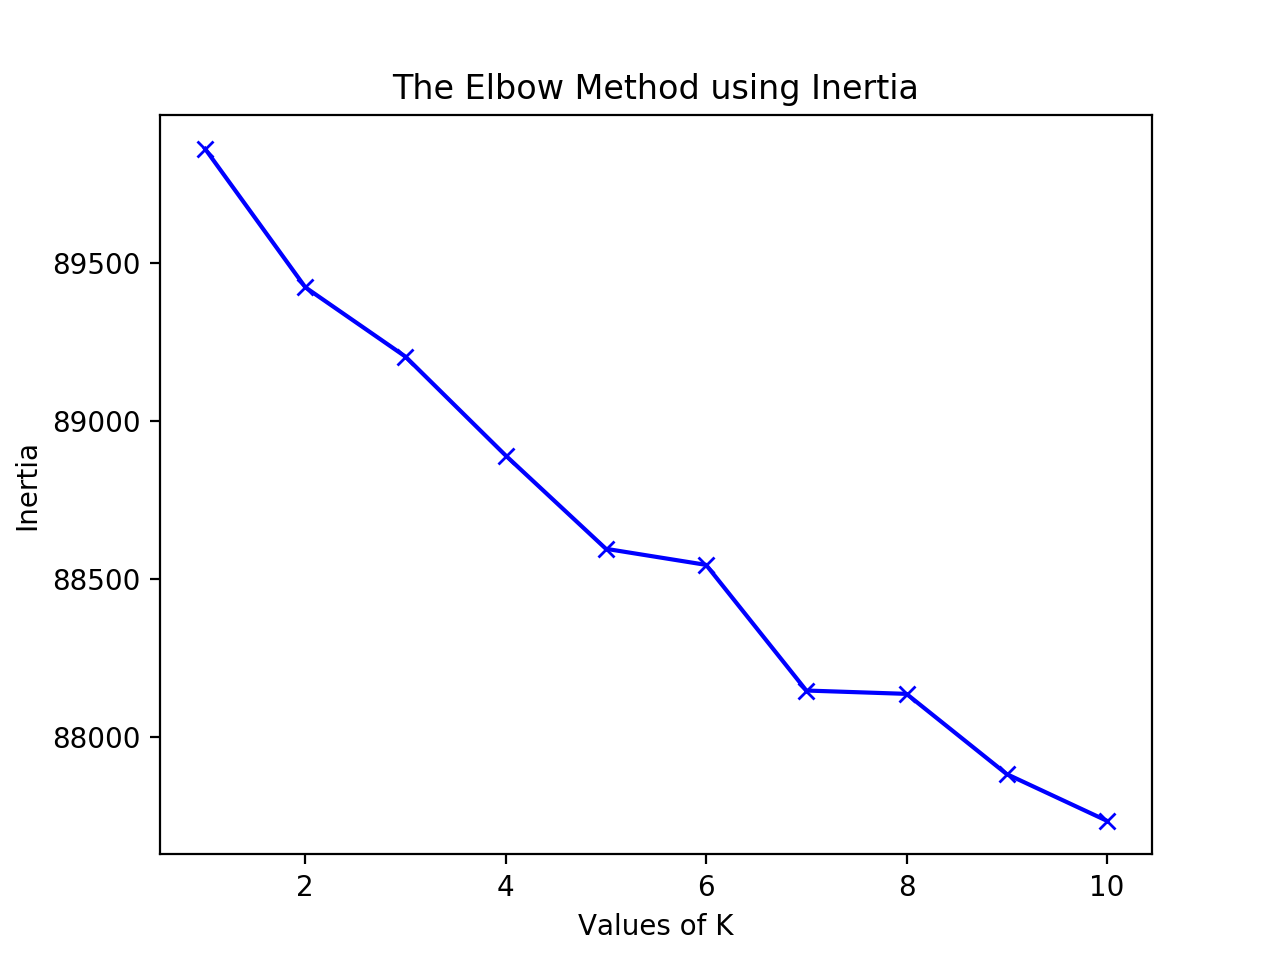 The Elbow Method using Inertia
Inertia
89500
89000
88500
88000
2 4 6 8 10
Values of K